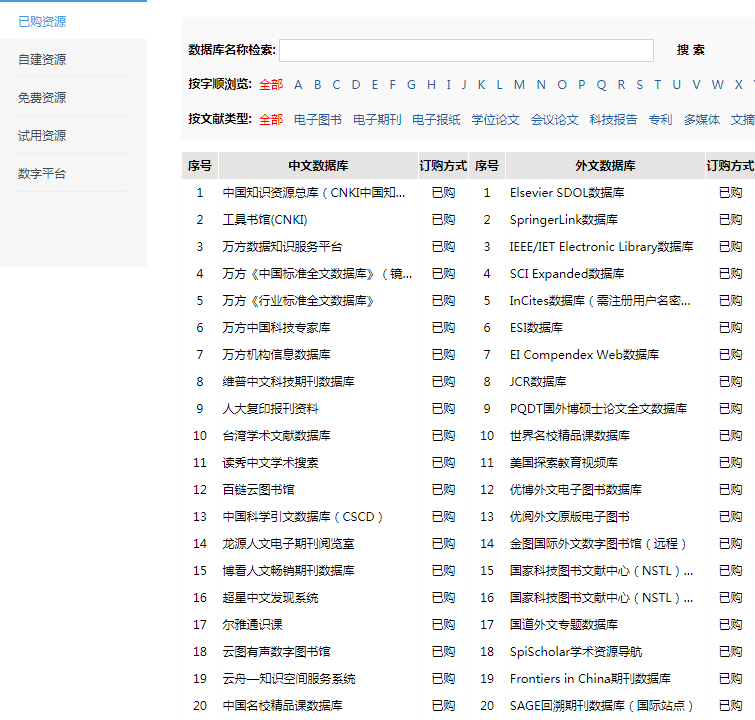 已购资源
自建资源
免费资源
试用资源
数字平台
数据库名称检索: 搜 索
按字顺浏览: 全部 A B C D E F G H I J K L M N O P Q R S T U V W X Y
按文献类型: 全部 电子图书 电子期刊 电子报纸 学位论文 会议论文 科技报告 专利 多媒体 文摘
序号 中文数据库 订购方式 序号 外文数据库 订购方式
1 中国知识资源总库（CNKI中国知... 已购 1 Elsevier SDOL数据库 已购
2 工具书馆(CNKI) 已购 2 SpringerLink数据库 已购
3 万方数据知识服务平台 已购 3 IEEE/IET Electronic Library数据库 已购
4 万方《中国标准全文数据库》（镜... 已购 4 SCI Expanded数据库 已购
5 万方《行业标准全文数据库》 已购 5 InCites数据库（需注册用户名密... 已购
6 万方中国科技专家库 已购 6 ESI数据库 已购
7 万方机构信息数据库 已购 7 EI Compendex Web数据库 已购
8 维普中文科技期刊数据库 已购 8 JCR数据库 已购
9 人大复印报刊资料 已购 9 PQDT国外博硕士论文全文数据库 已购
10 台湾学术文献数据库 已购 10 世界名校精品课数据库 已购
11 读秀中文学术搜索 已购 11 美国探索教育视频库 已购
12 百链云图书馆 已购 12 优博外文电子图书数据库 已购
13 中国科学引文数据库（CSCD） 已购 13 优阅外文原版电子图书 已购
14 龙源人文电子期刊阅览室 已购 14 金图国际外文数字图书馆（远程） 已购
15 博看人文畅销期刊数据库 已购 15 国家科技图书文献中心（NSTL）... 已购
16 超星中文发现系统 已购 16 国家科技图书文献中心（NSTL）... 已购
17 尔雅通识课 已购 17 国道外文专题数据库 已购
18 云图有声数字图书馆 已购 18 SpiScholar学术资源导航 已购
19 云舟—知识空间服务系统 已购 19 Frontiers in China期刊数据库 已购
20 中国名校精品课数据库 已购 20 SAGE回溯期刊数据库（国际站点） 已购